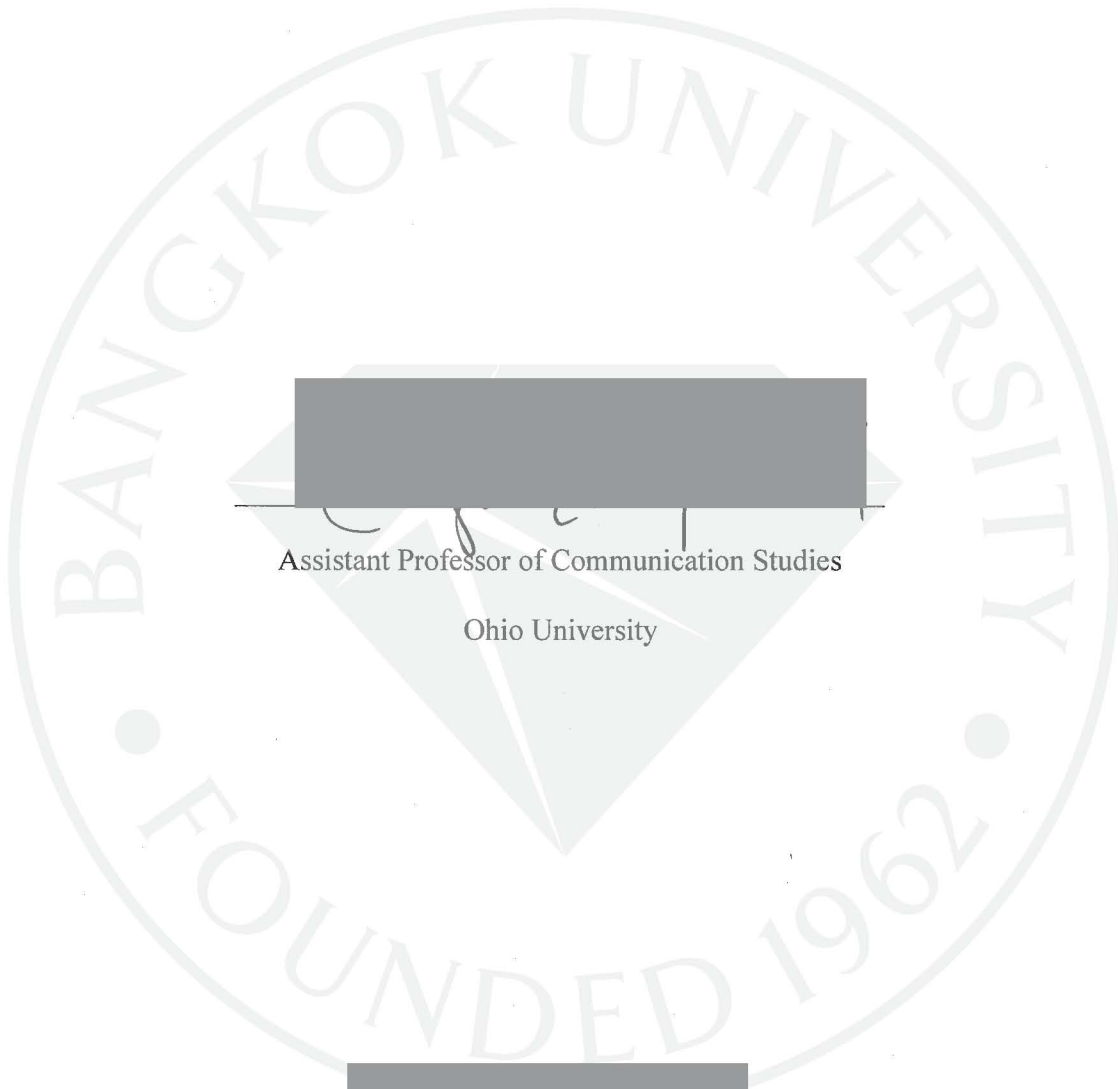 BANGKOK UNIVERSITY
Assistant Professor of Communication Studies
Ohio University
• FOUNDED 1962 •